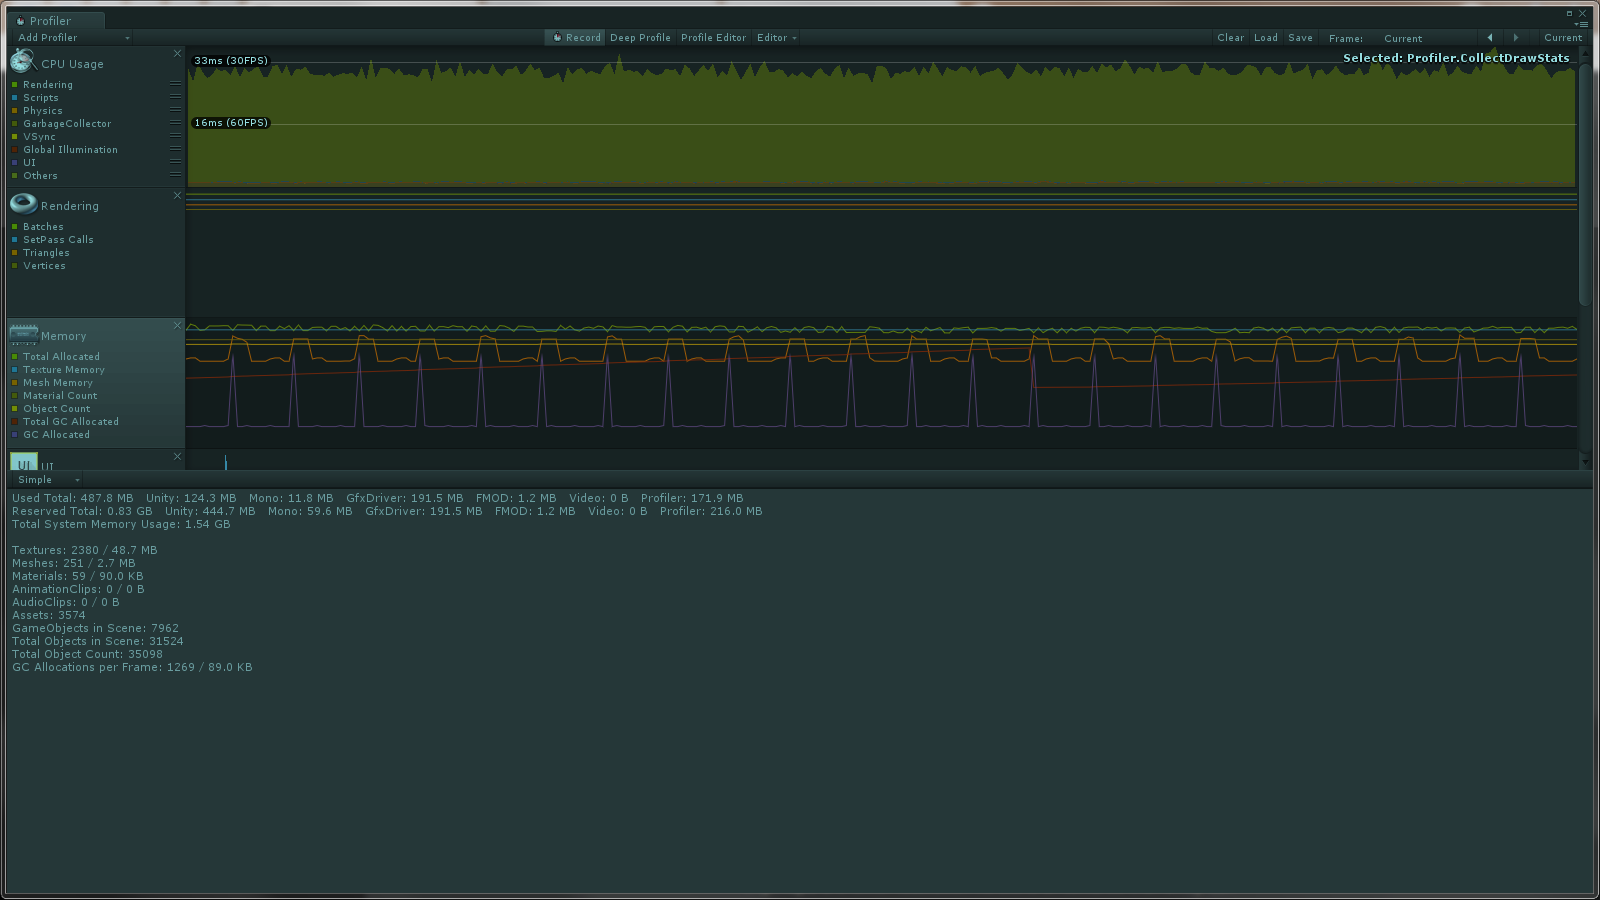 Profiler
Add Profiler
Record Deep Profile Profile Editor Editor
Clear Load Save Frame: Current Current
CPU Usage
Rendering
Scripts
Physics
GarbageCollector
VSync
Global Illumination
UI
Others
33ms (30FPS)
16ms (60FPS)
Selected: Profiler.CollectDrawStats
Rendering
Batches
SetPass Calls
Triangles
Vertices
Memory
Total Allocated
Texture Memory
Mesh Memory
Material Count
Object Count
Total GC Allocated
GC Allocated
UI UI
Simple
Used Total: 487.8 MB Unity: 124.3 MB Mono: 11.8 MB GfxDriver: 191.5 MB FMOD: 1.2 MB Video: 0 B Profiler: 171.9 MB
Reserved Total: 0.83 GB Unity: 444.7 MB Mono: 59.6 MB GfxDriver: 191.5 MB FMOD: 1.2 MB Video: 0 B Profiler: 216.0 MB
Total System Memory Usage: 1.54 GB
Textures: 2380 / 48.7 MB
Meshes: 251 / 2.7 MB
Materials: 59 / 90.0 KB
AnimationClips: 0 / 0 B
AudioClips: 0 / 0 B
Assets: 3574
GameObjects in Scene: 7962
Total Objects in Scene: 31524
Total Object Count: 35098
GC Allocations per Frame: 1269 / 89.0 KB